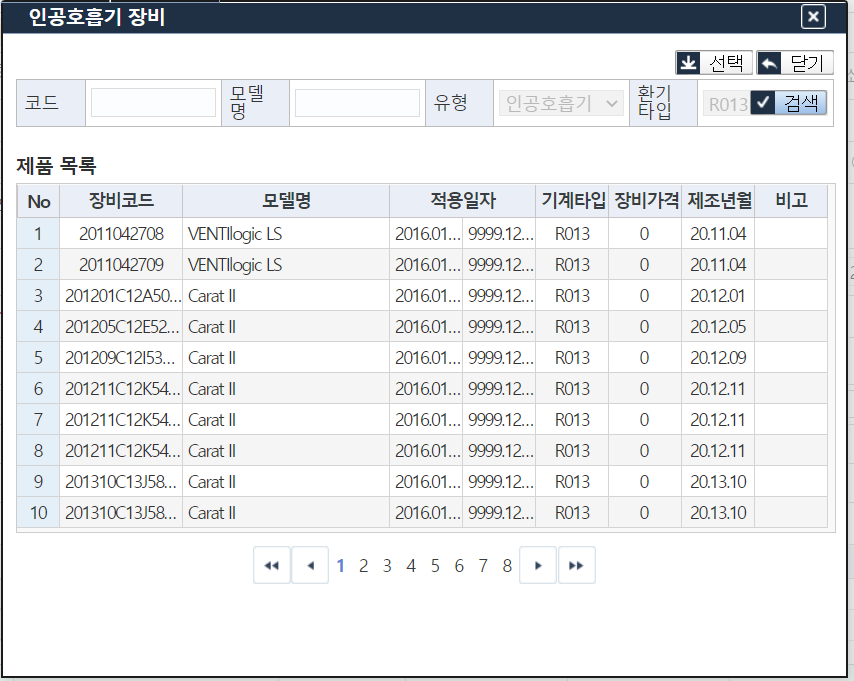 인공호흡기 장비
선택 닫기
코드 모델명 유형 인공호흡기 환기타입 R013 검색
제품 목록
No 장비코드 모델명 적용일자 기계타입 장비가격 제조년월 비고
1 2011042708 VENTIlogic LS 2016.01... 9999.12... R013 0 20.11.04
2 2011042709 VENTIlogic LS 2016.01... 9999.12... R013 0 20.11.04
3 201201C12A50... Carat II 2016.01... 9999.12... R013 0 20.12.01
4 201205C12E52... Carat II 2016.01... 9999.12... R013 0 20.12.05
5 201209C12I53... Carat II 2016.01... 9999.12... R013 0 20.12.09
6 201211C12K54... Carat II 2016.01... 9999.12... R013 0 20.12.11
7 201211C12K54... Carat II 2016.01... 9999.12... R013 0 20.12.11
8 201211C12K54... Carat II 2016.01... 9999.12... R013 0 20.12.11
9 201310C13J58... Carat II 2016.01... 9999.12... R013 0 20.13.10
10 201310C13J58... Carat II 2016.01... 9999.12... R013 0 20.13.10
1 2 3 4 5 6 7 8